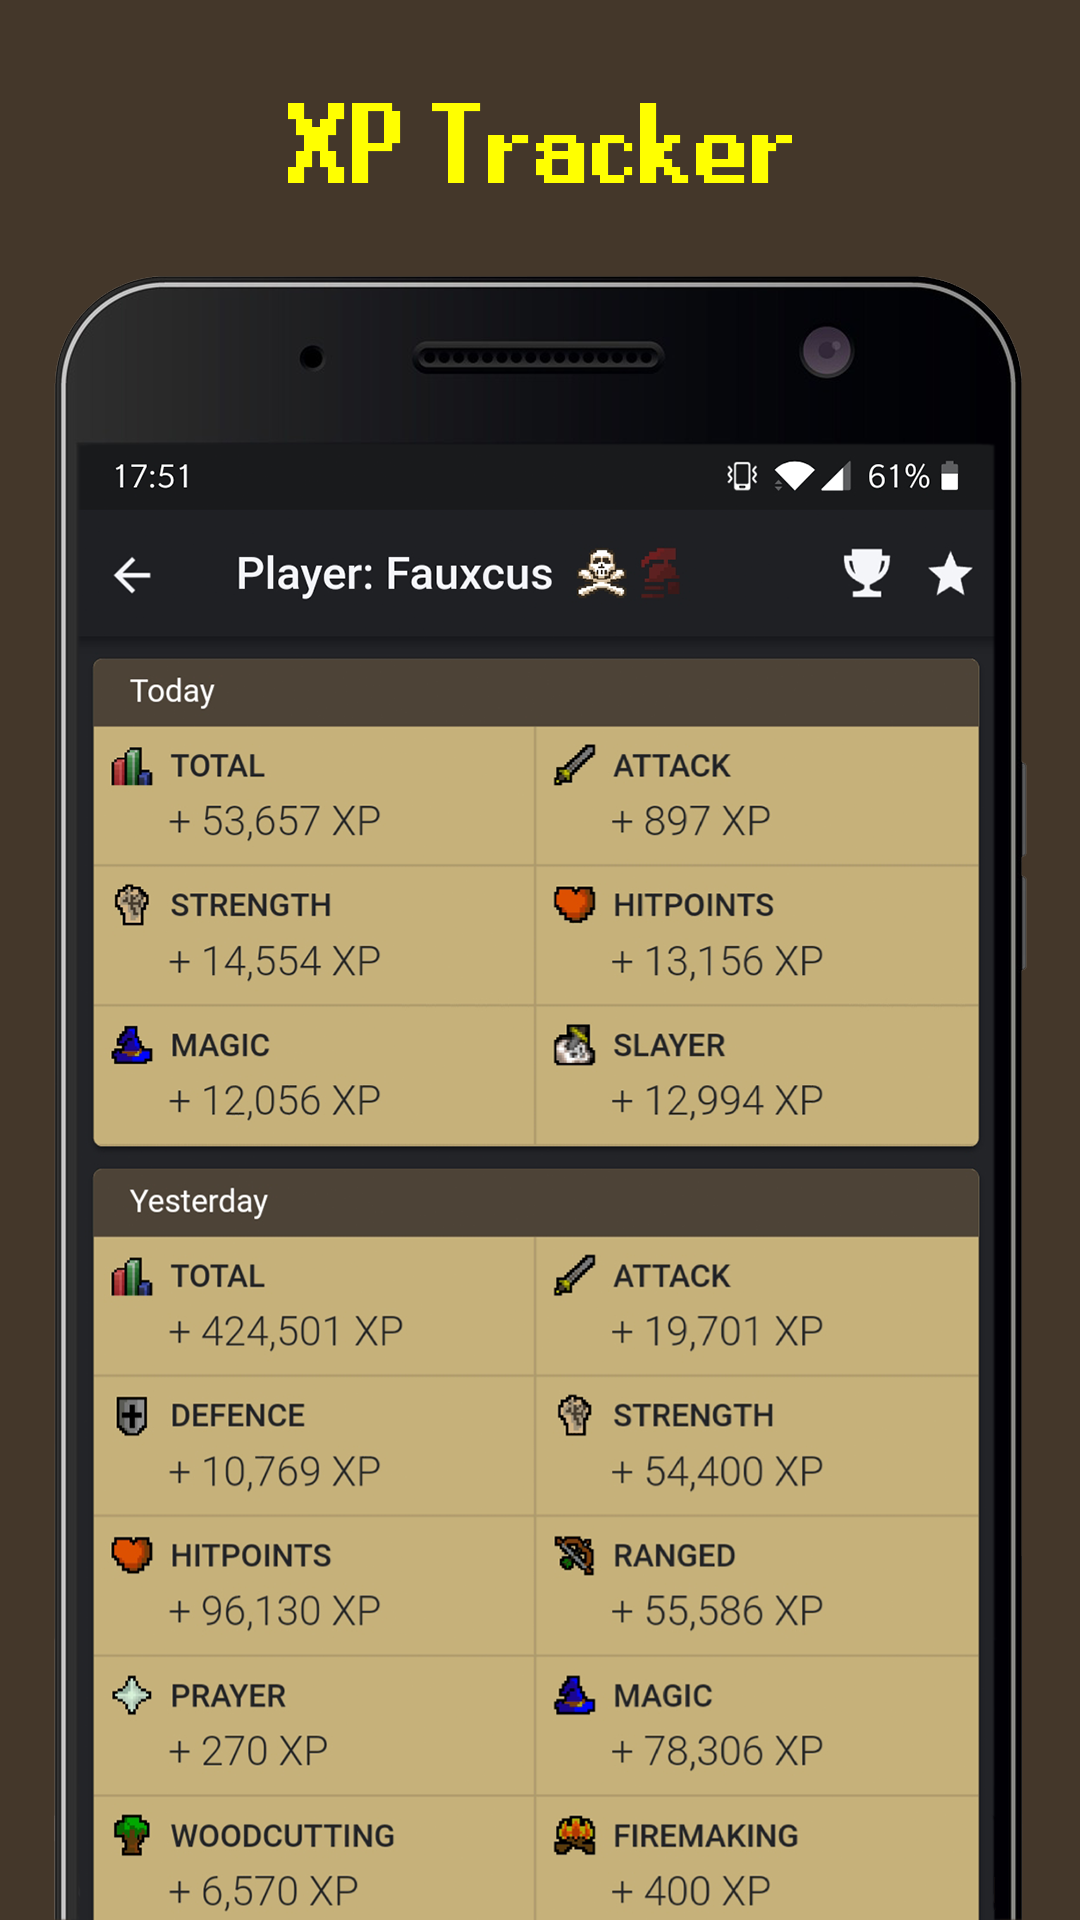 XP Tracker
17:51 61%
Player: Fauxcus
Today
TOTAL ATTACK
+ 53,657 XP + 897 XP
STRENGTH HITPOINTS
+ 14,554 XP + 13,156 XP
MAGIC SLAYER
+ 12,056 XP + 12,994 XP
Yesterday
TOTAL ATTACK
+ 424,501 XP + 19,701 XP
DEFENCE STRENGTH
+ 10,769 XP + 54,400 XP
HITPOINTS RANGED
+ 96,130 XP + 55,586 XP
PRAYER MAGIC
+ 270 XP + 78,306 XP
WOODCUTTING FIREMAKING
+ 6,570 XP + 400 XP